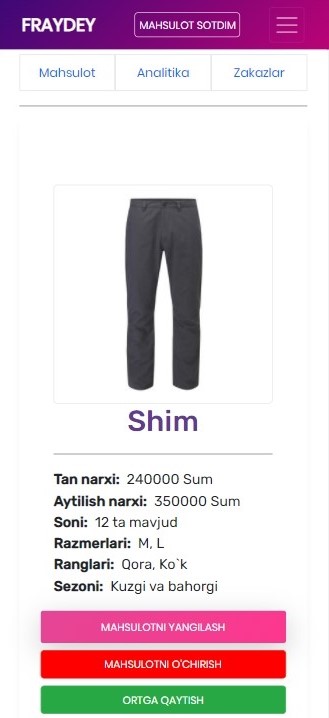 FRAYDEY
MAHSULOT SOTDIM
Mahsulot
Analitika
Zakazlar
Shim
Tan narxi: 240000 Sum
Aytilish narxi: 350000 Sum
Soni: 12 ta mavjud
Razmerlari: M, L
Ranglari: Qora, Ko`k
Sezoni: Kuzgi va bahorgi
MAHSULOTNI YANGILASH
MAHSULOTNI O'CHIRISH
ORTGA QAYTISH